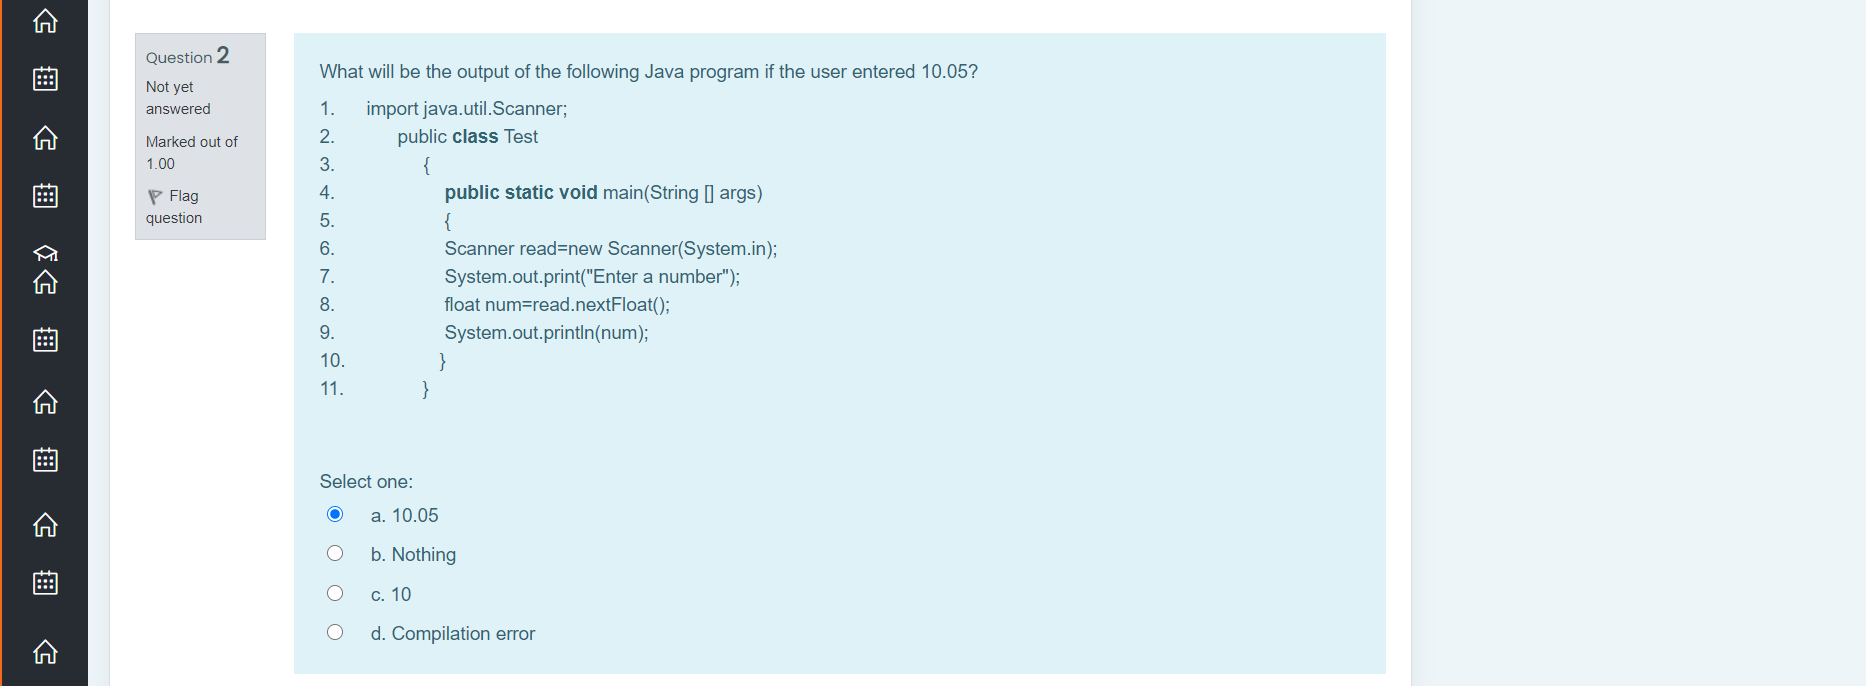 Question 2
Not yet
answered
Marked out of
1.00
Flag
question
What will be the output of the following Java program if the user entered 10.05?
1. import java.util.Scanner;
2. public class Test
3. {
4. public static void main(String [] args)
5. {
6. Scanner read=new Scanner(System.in);
7. System.out.print("Enter a number");
8. float num=read.nextFloat();
9. System.out.println(num);
10. }
11. }
Select one:
a. 10.05
b. Nothing
c. 10
d. Compilation error